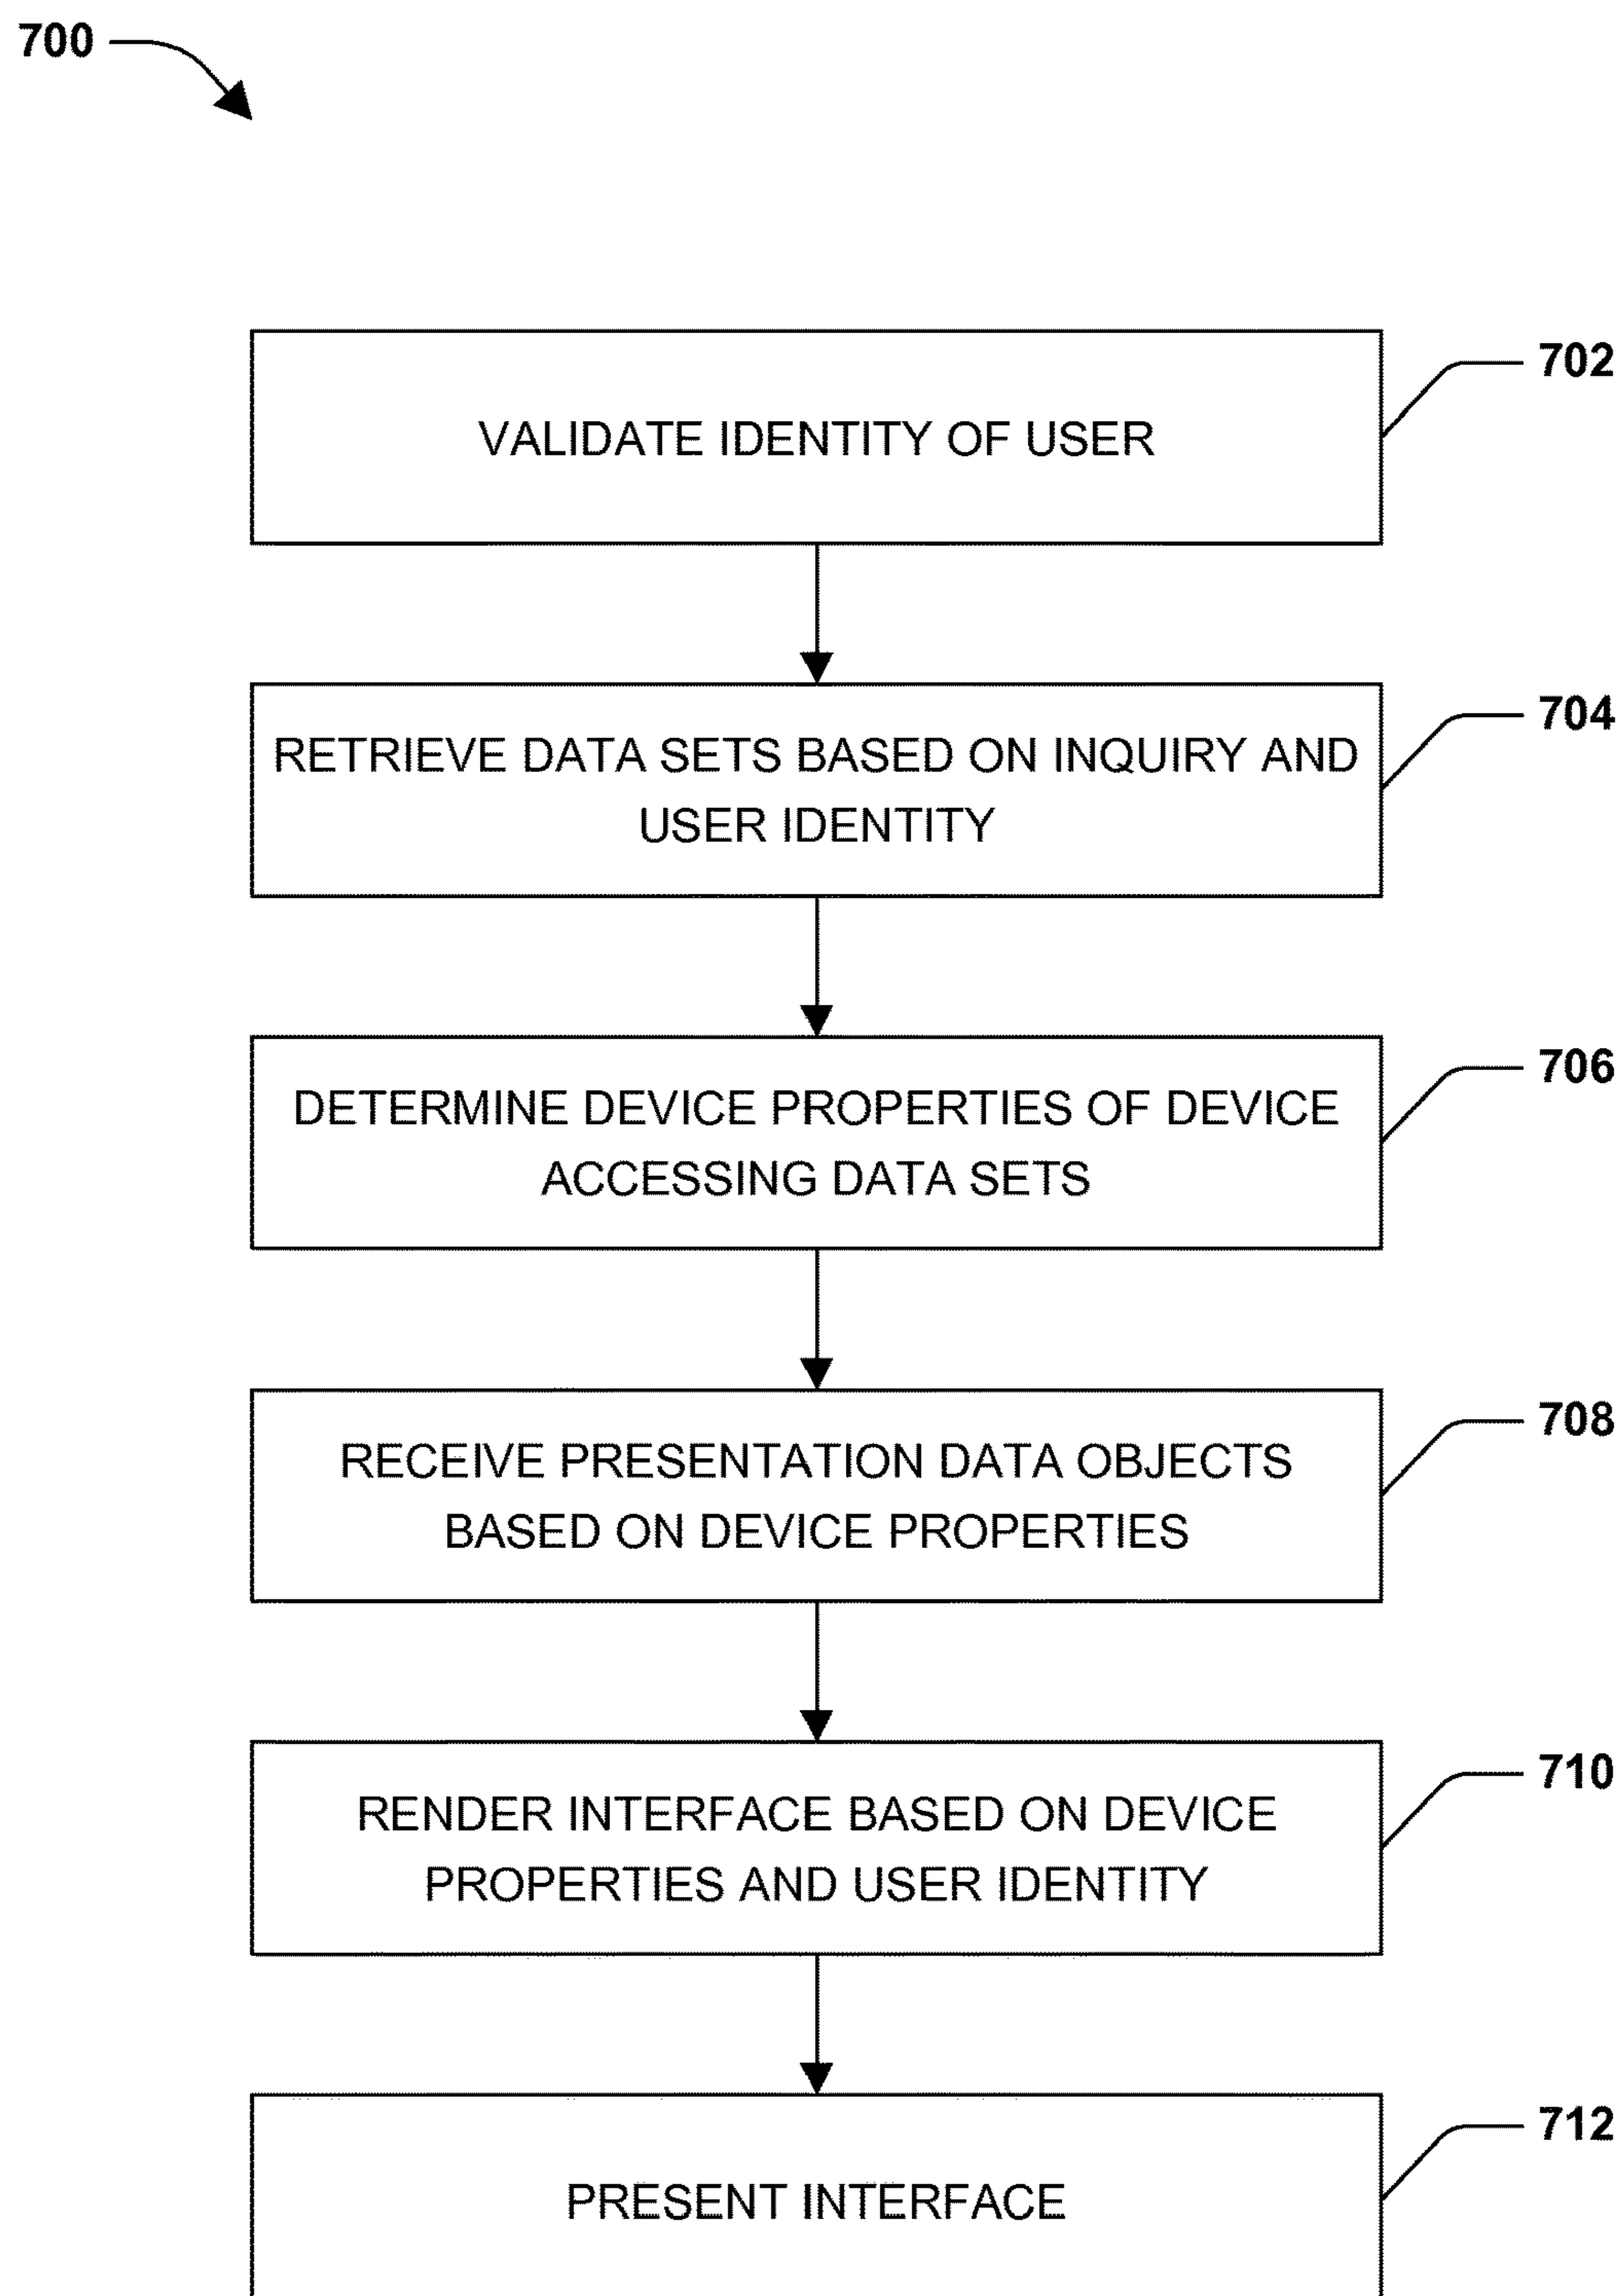 700
702
VALIDATE IDENTITY OF USER
704
RETRIEVE DATA SETS BASED ON INQUIRY AND
USER IDENTITY
706
DETERMINE DEVICE PROPERTIES OF DEVICE
ACCESSING DATA SETS
708
RECEIVE PRESENTATION DATA OBJECTS
BASED ON DEVICE PROPERTIES
710
RENDER INTERFACE BASED ON DEVICE
PROPERTIES AND USER IDENTITY
712
PRESENT INTERFACE